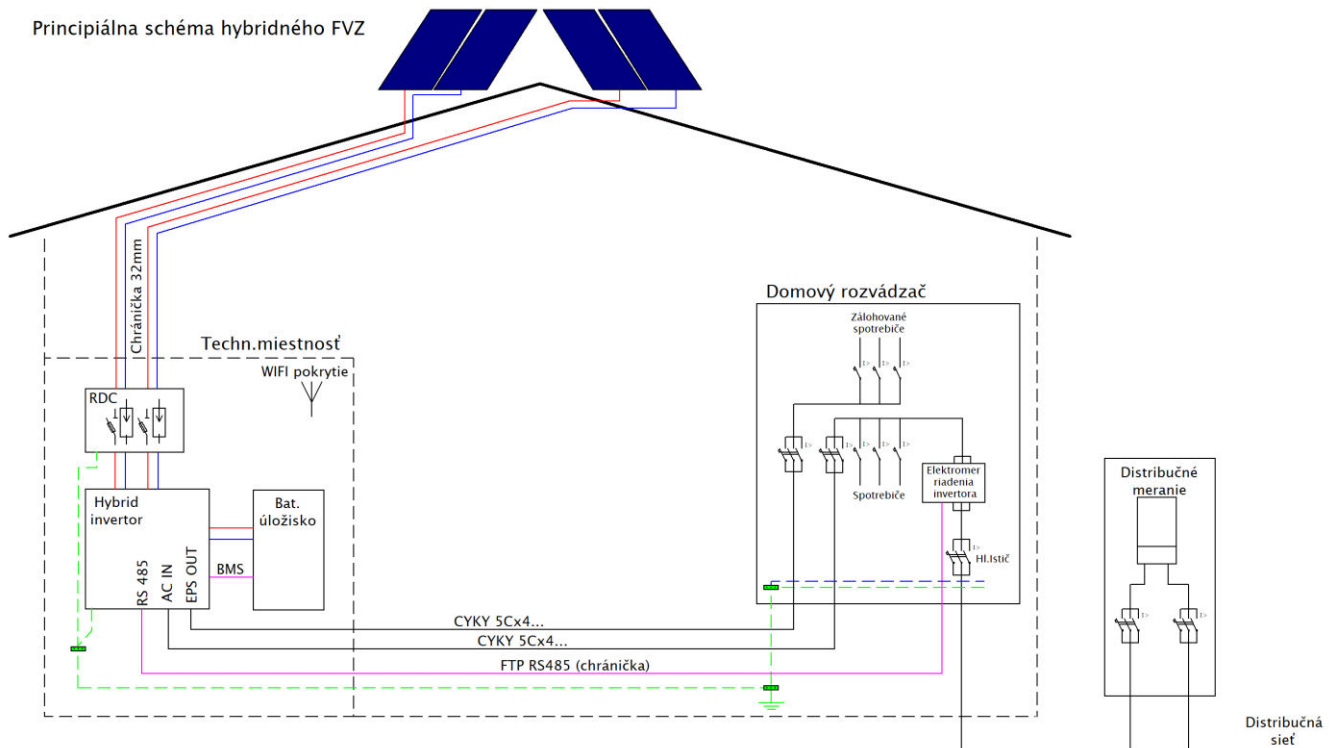 Principiálna schéma hybridného FVZ
Chránička 32mm
Techn.miestnosť
WIFI pokrytie
RDC
Hybrid
invertor
RS 485
AC IN
EPS OUT
Bat.
úložisko
BMS
CYKY 5Cx4...
CYKY 5Cx4...
FTP RS485 (chránička)
Domový rozvádzač
Zálohované
spotrebiče
I>
I>
I>
I>
I>
I>
I>
I>
Spotrebiče
Elektromer
riadenia
invertora
I>
Hl.Istič
Distribučné
meranie
I>
I>
Distribučná
sieť